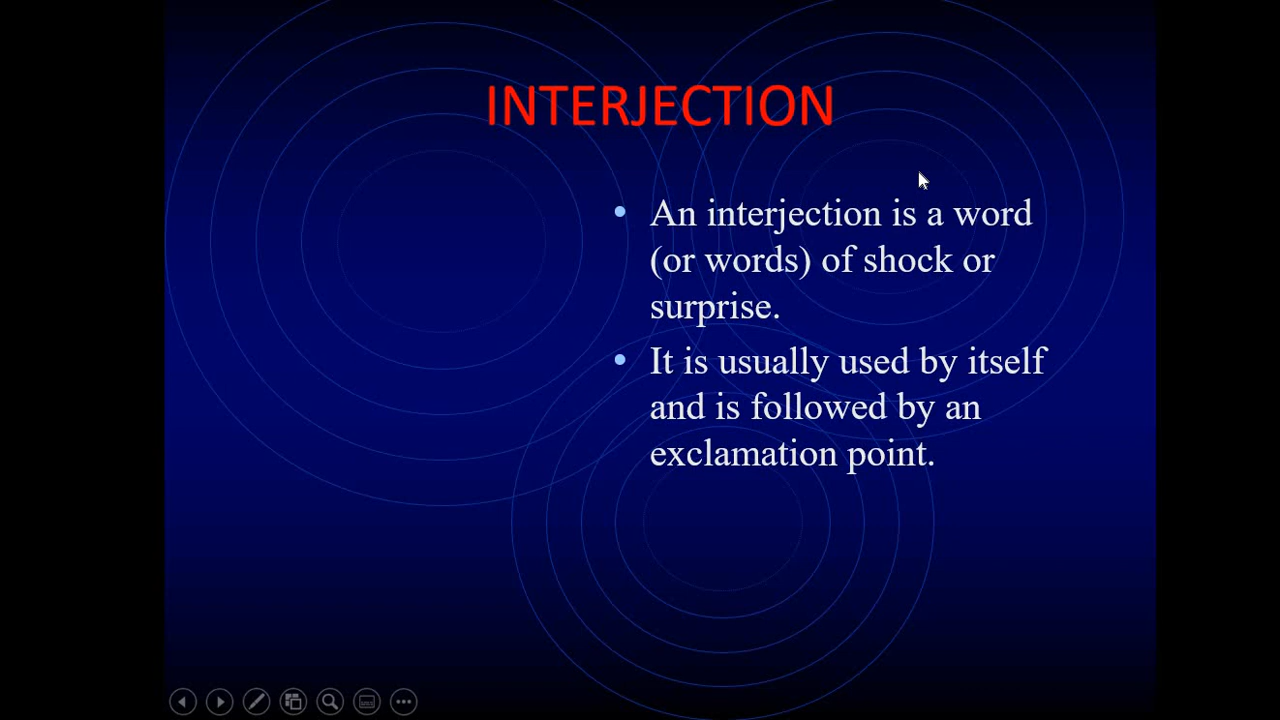 INTERJECTION
• An interjection is a word
(or words) of shock or
surprise.
• It is usually used by itself
and is followed by an
exclamation point.